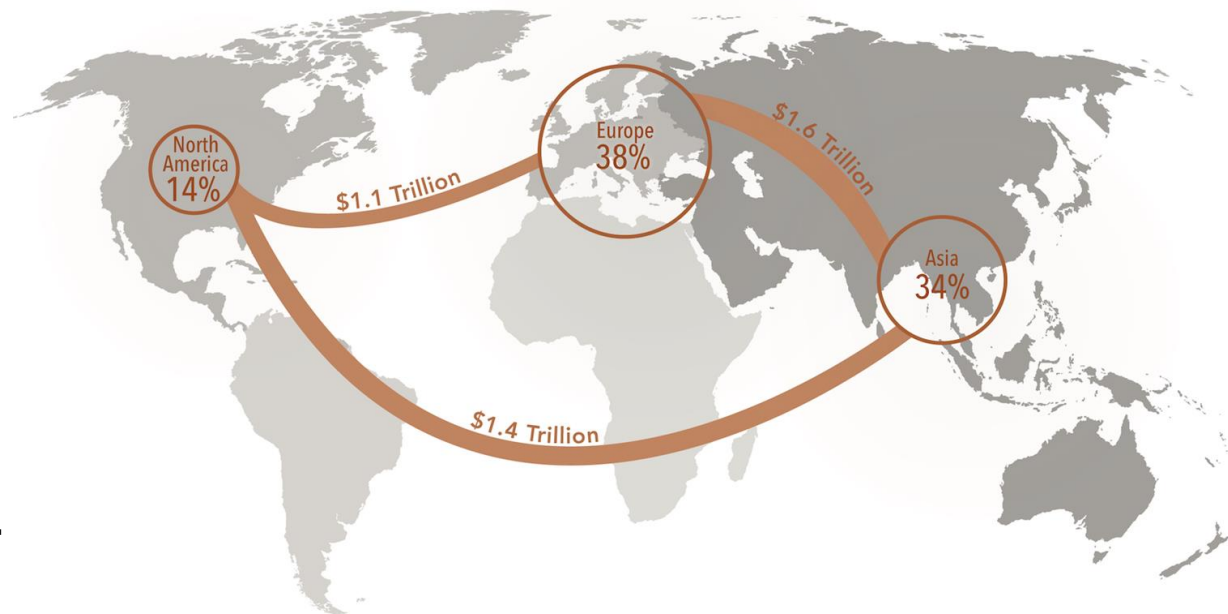 North
America
14%
$1.1 Trillion
Europe
38%
$1.6 Trillion
Asia
34%
$1.4 Trillion